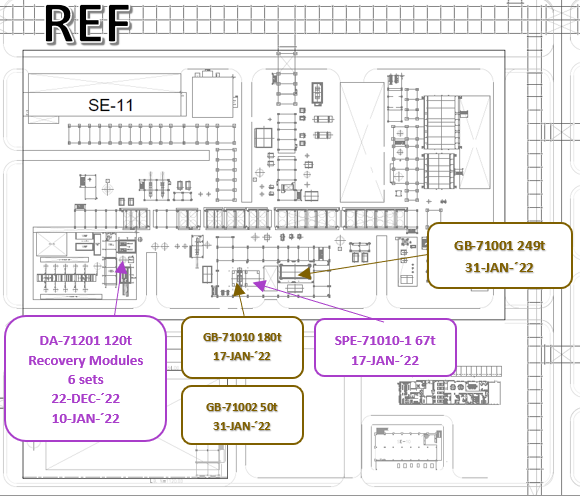 REF
SE-11
GB-71001 249t
31-JAN-´22
DA-71201 120t
Recovery Modules
6 sets
22-DEC-´22
10-JAN-´22
GB-71010 180t
17-JAN-´22
SPE-71010-1 67t
17-JAN-´22
GB-71002 50t
31-JAN-´22